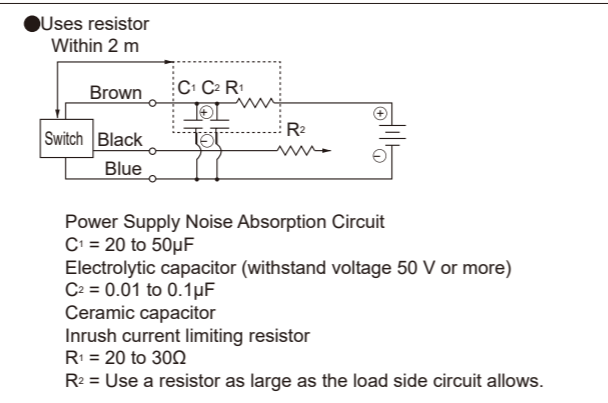 ●Uses resistor
Within 2 m
Brown
C1 C2 R1
+
+
Switch
Black
R2
-
-
Blue
Power Supply Noise Absorption Circuit
C1 = 20 to 50μF
Electrolytic capacitor (withstand voltage 50 V or more)
C2 = 0.01 to 0.1μF
Ceramic capacitor
Inrush current limiting resistor
R1 = 20 to 30Ω
R2 = Use a resistor as large as the load side circuit allows.